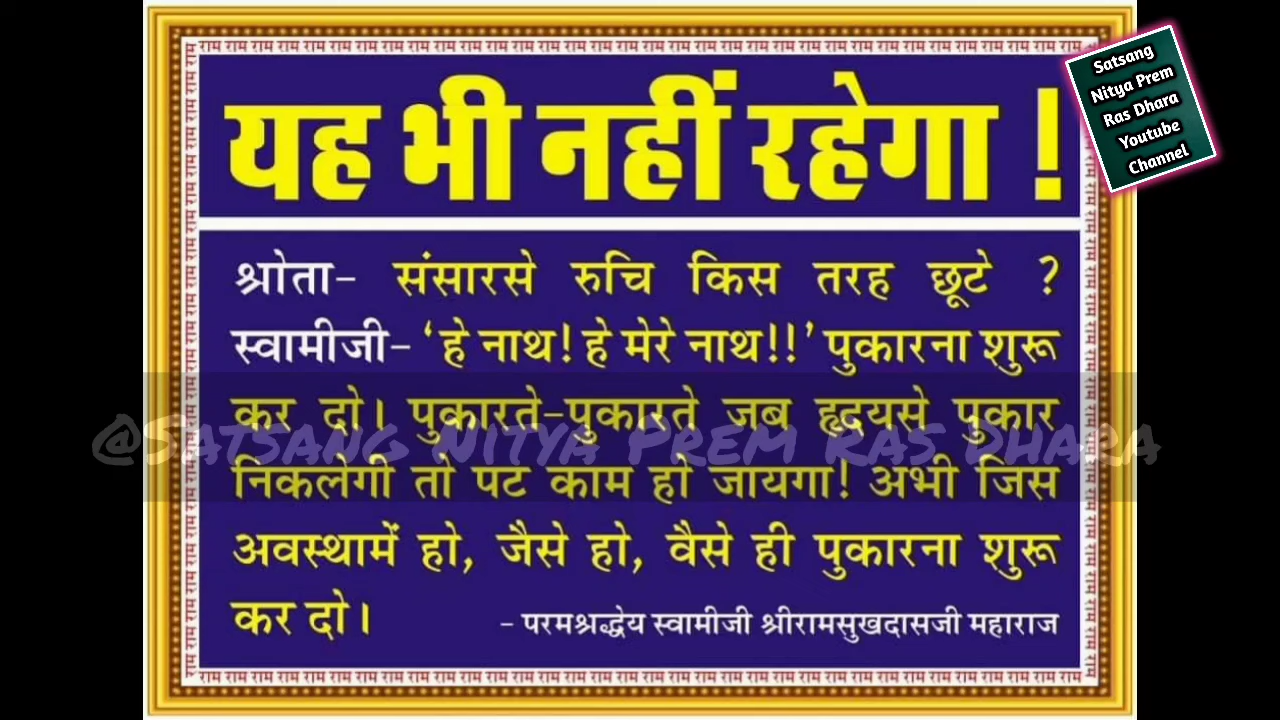 राम राम राम राम राम राम राम राम राम राम राम राम राम राम राम राम राम राम राम राम राम राम राम राम राम राम राम राम राम राम राम राम राम
यह भी नहीं रहेगा !
Satsang
Nitya Prem
Ras Dhara
Youtube
Channel
श्रोता- संसारसे रुचि किस तरह छूटे ?
स्वामीजी- ‘हे नाथ! हे मेरे नाथ!!’ पुकारना शुरू
कर दो। पुकारते-पुकारते जब हृदयसे पुकार
@Satsang Nitya Prem Ras Dhara
निकलेगी तो पट काम हो जायगा! अभी जिस
अवस्थामें हो, जैसे हो, वैसे ही पुकारना शुरू
कर दो।
- परमश्रद्धेय स्वामीजी श्रीरामसुखदासजी महाराज
राम राम राम राम राम राम राम राम राम राम राम राम राम राम राम राम राम राम राम राम राम राम राम राम राम राम राम राम राम राम राम राम राम